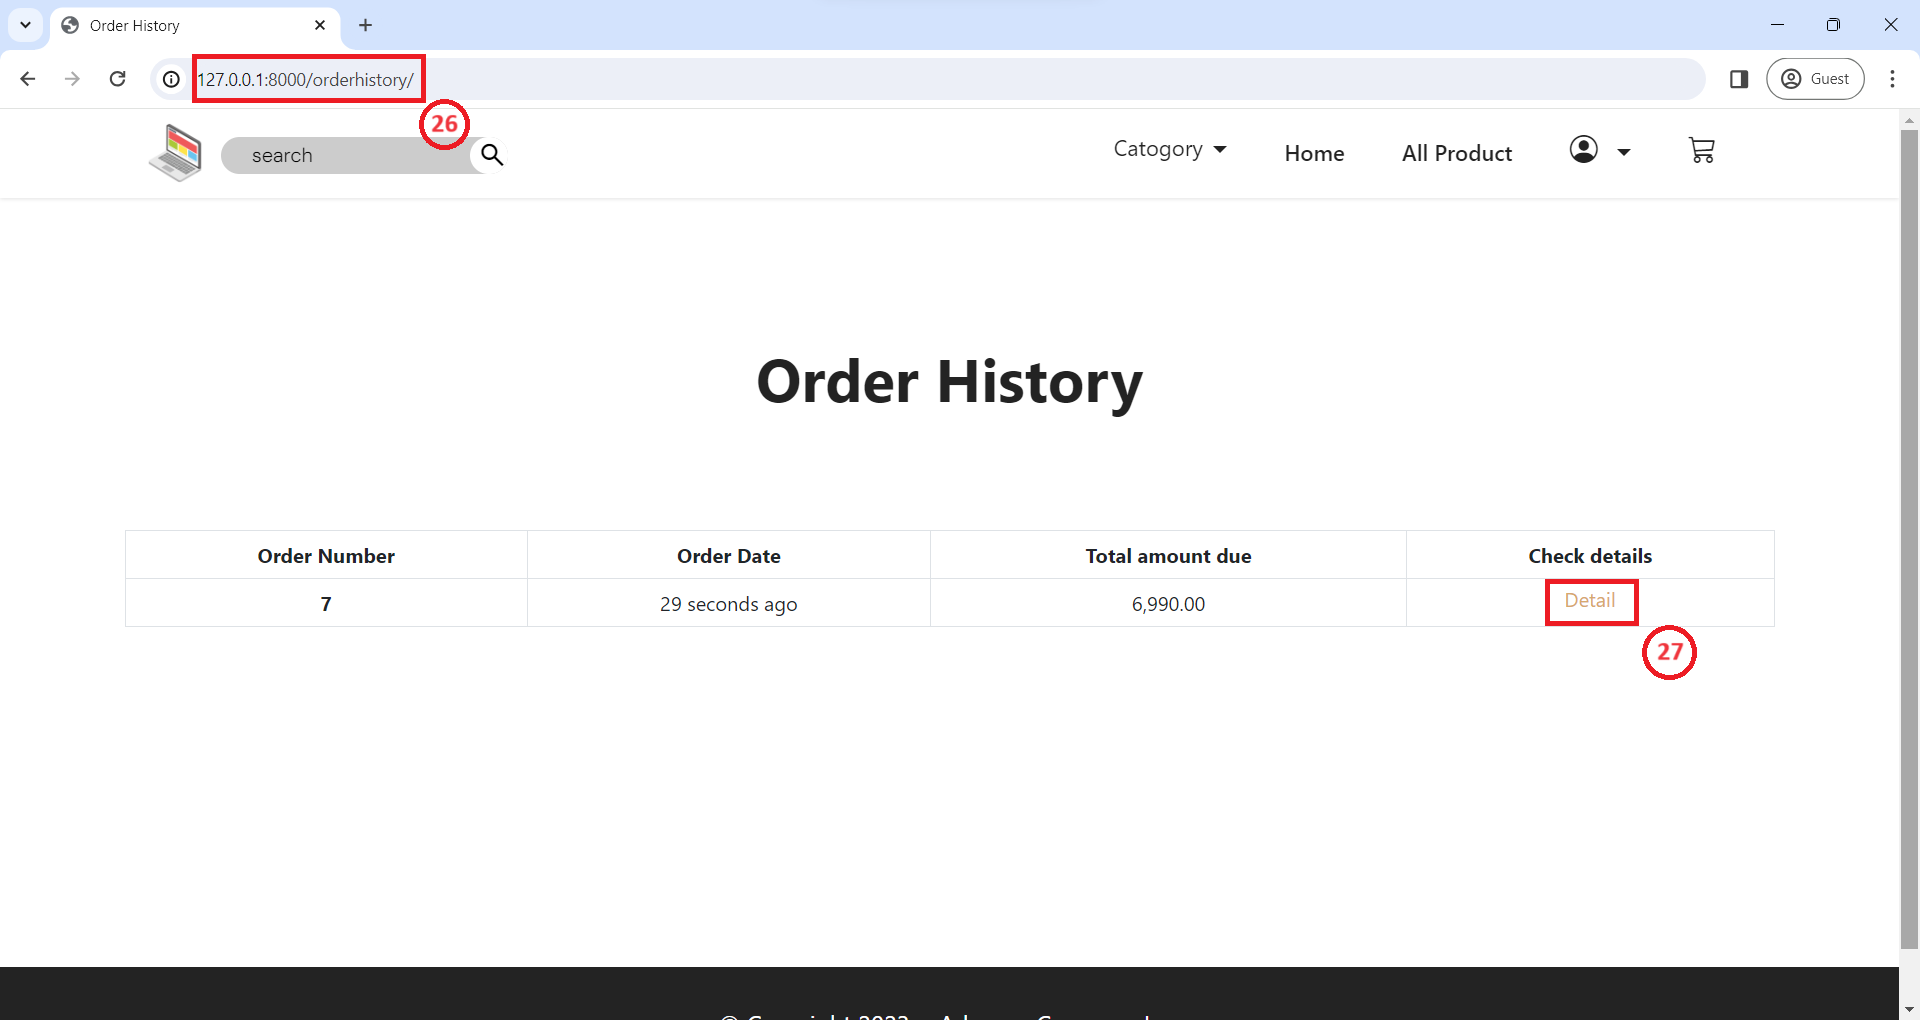 Order History
127.0.0.1:8000/orderhistory/
Guest
26
search
Catogory
Home
All Product
Order History
Order Number Order Date Total amount due Check details
7 29 seconds ago 6,990.00 Detail
27